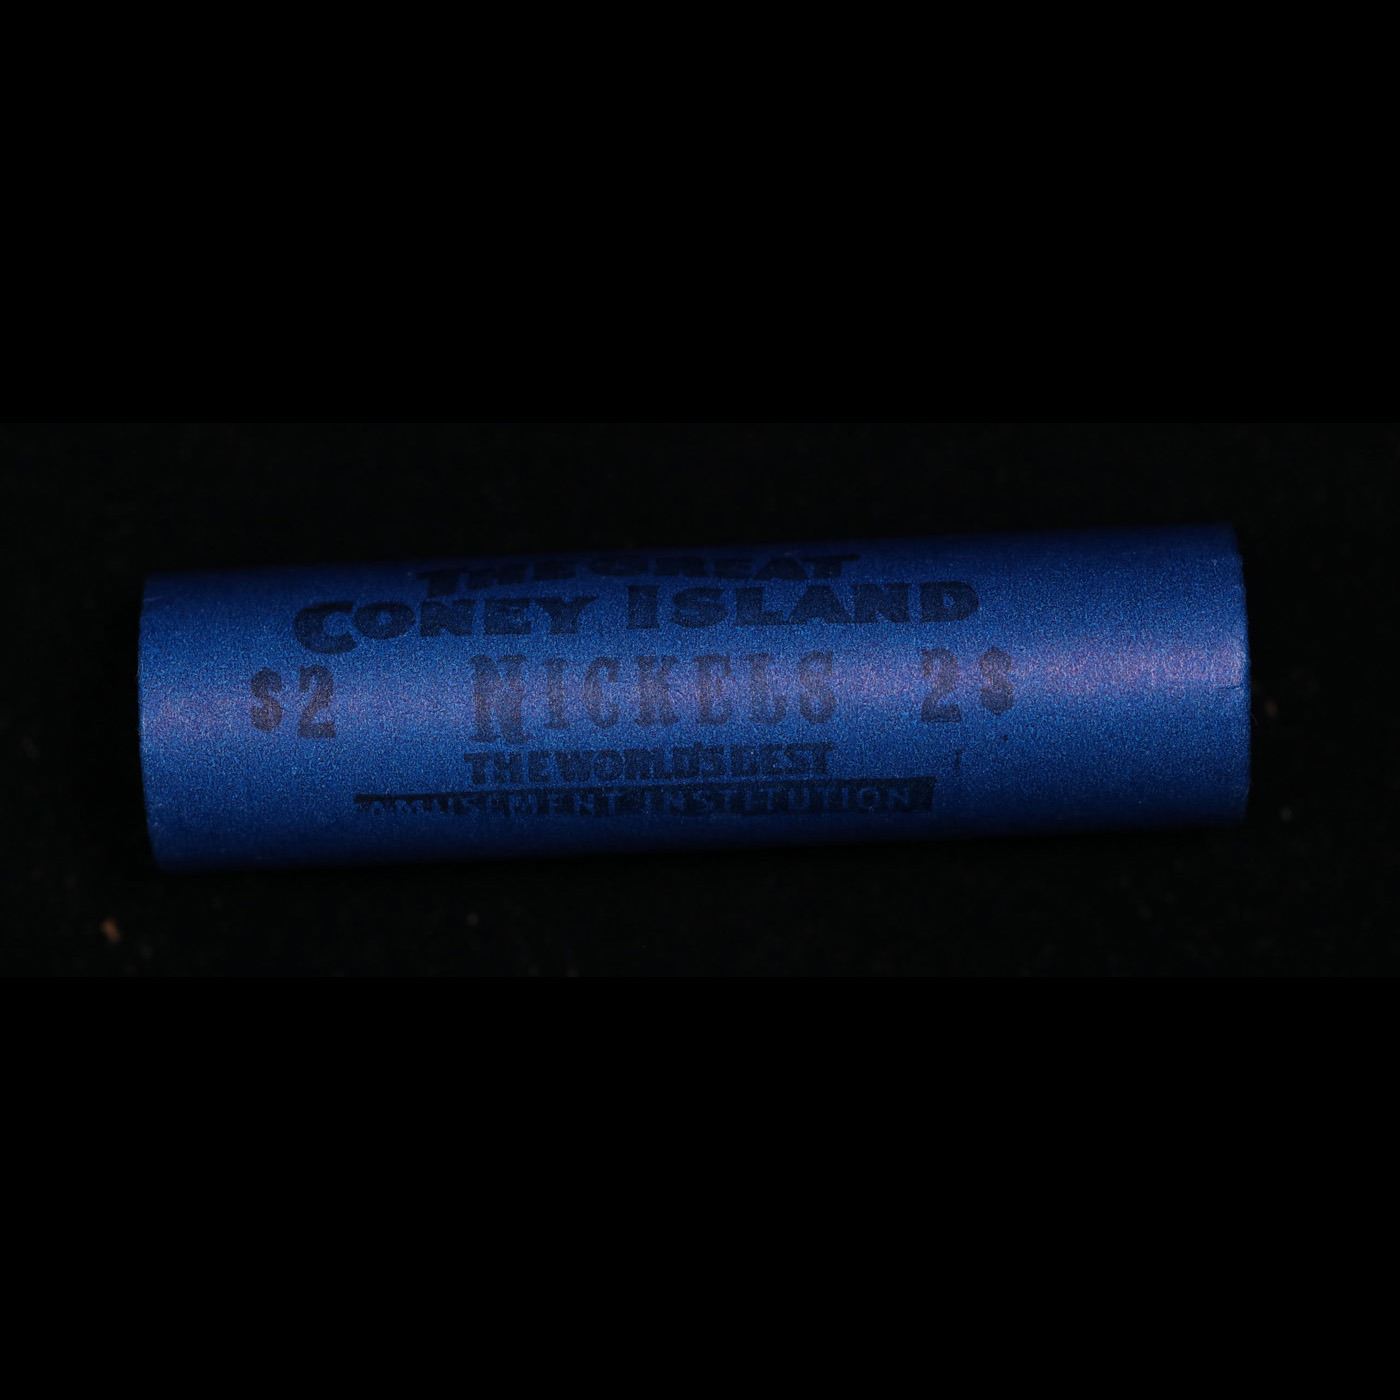 THE GREAT
CONEY ISLAND
$2 NICKELS 2$
THE WORLD'S BEST
AMUSEMENT INSTITUTION